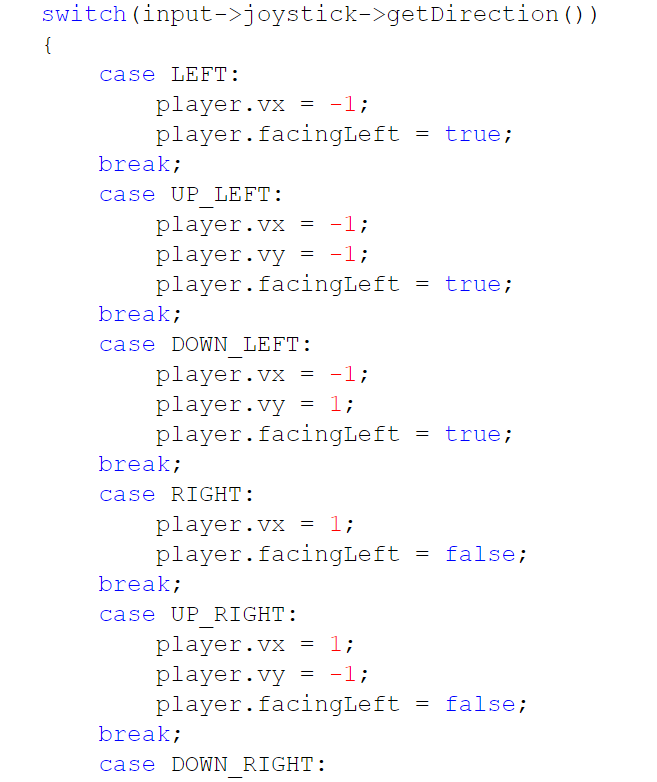 switch(input->joystick->getDirection())
{
    case LEFT:
        player.vx = -1;
        player.facingLeft = true;
    break;
    case UP_LEFT:
        player.vx = -1;
        player.vy = -1;
        player.facingLeft = true;
    break;
    case DOWN_LEFT:
        player.vx = -1;
        player.vy = 1;
        player.facingLeft = true;
    break;
    case RIGHT:
        player.vx = 1;
        player.facingLeft = false;
    break;
    case UP_RIGHT:
        player.vx = 1;
        player.vy = -1;
        player.facingLeft = false;
    break;
    case DOWN_RIGHT: